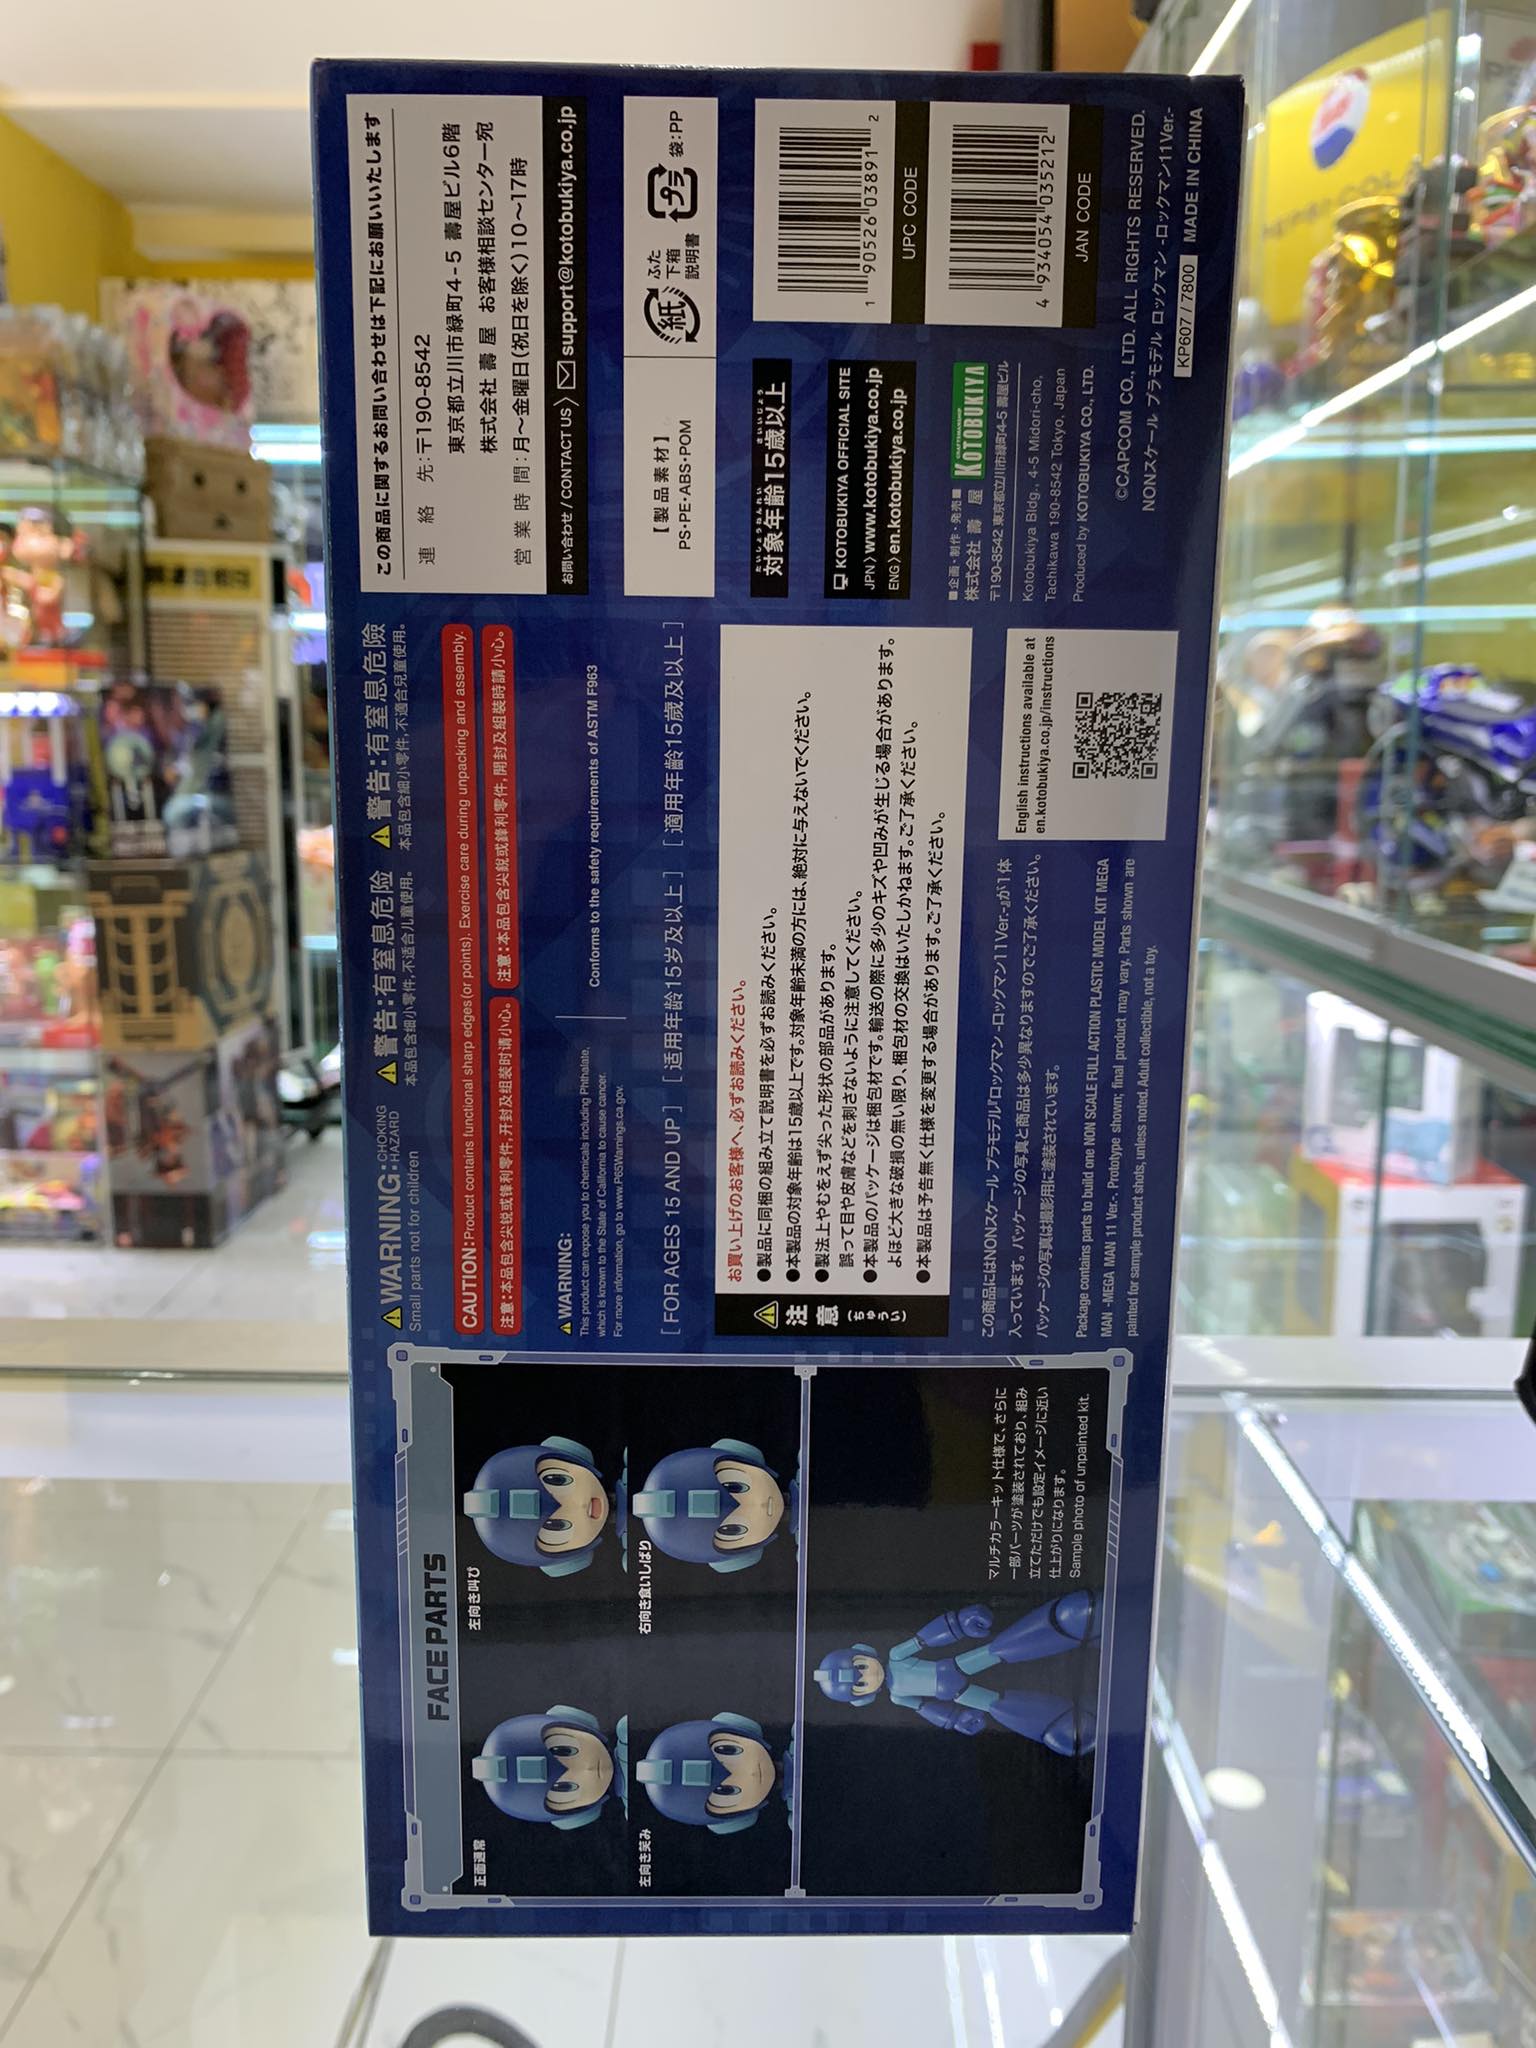 FACE PARTS
正面通常
左向き叫び
左向き笑み
右向き食いしばり
マルチカラーキット仕様で、さらに
一部パーツが塗装されており、組み
立てただけでも設定イメージに近い
仕上がりになります。
Sample photo of unpainted kit.
WARNING: CHOKING HAZARD
Small parts not for children
警告:有窒息危险
本品包含细小零件,不适合儿童使用。
警告:有窒息危險
本品包含細小零件,不適合兒童使用。
CAUTION: Product contains functional sharp edges (or points). Exercise care during unpacking and assembly.
注意:本品包含尖锐或锋利零件,开封及组装时请小心。
注意:本品包含尖銳或鋒利零件,開封及組裝時請小心。
WARNING:
This product can expose you to chemicals including Phthalate,
which is known to the State of California to cause cancer.
For more information, go to www.P65Warnings.ca.gov.
Conforms to the safety requirements of ASTM F963
[ FOR AGES 15 AND UP ] [ 适用年龄15岁及以上 ] [ 適用年齡15歲及以上 ]
注意
(ちゅうい)
お買い上げのお客様へ、必ずお読みください。
●製品に同梱の組み立て説明書を必ずお読みください。
●本製品の対象年齢は15歳以上です。対象年齢未満の方には、絶対に与えないでください。
●製法上やむをえず尖った形状の部品があります。
誤って目や皮膚などを刺さないように注意してください。
●本製品のパッケージは梱包材です。輸送の際に多少のキズや凹みが生じる場合があります。
よほど大きな破損の無い限り、梱包材の交換はいたしかねます。ご了承ください。
●本製品は予告無く仕様を変更する場合があります。ご了承ください。
この商品にはNONスケール プラモデル『ロックマン -ロックマン11Ver.-』が1体
入っています。パッケージの写真と商品は多少異なりますのでご了承ください。
パッケージの写真は撮影用に塗装されています。
Package contains parts to build one NON SCALE FULL ACTION PLASTIC MODEL KIT MEGA
MAN -MEGA MAN 11 Ver.-. Prototype shown; final product may vary. Parts shown are
painted for sample product shots, unless noted. Adult collectible, not a toy.
English instructions available at
en.kotobukiya.co.jp/instructions
この商品に関するお問い合わせは下記にお願いいたします
連絡先:〒190-8542
東京都立川市緑町4-5 壽屋ビル6階
株式会社 壽屋 お客様相談センター宛
営業時間:月〜金曜日(祝日を除く)10〜17時
お問い合わせ / CONTACT US 〉 support@kotobukiya.co.jp
【製品素材】
PS・PE・ABS・POM
紙
ふた
下箱
説明書
プラ
袋:PP
たいしょうねんれい さいいじょう
対象年齢15歳以上
KOTOBUKIYA OFFICIAL SITE
JPN 〉 www.kotobukiya.co.jp
ENG 〉 en.kotobukiya.co.jp
1 90526 03891 2
UPC CODE
4 934054 035212
JAN CODE
■企画・制作・発売■
株式会社 壽 屋
CRAFTSMANSHIP
KOTOBUKIYA
〒190-8542 東京都立川市緑町4-5 壽屋ビル
Kotobukiya Bldg., 4-5 Midori-cho,
Tachikawa 190-8542 Tokyo, Japan
Produced by KOTOBUKIYA CO., LTD.
©CAPCOM CO., LTD. ALL RIGHTS RESERVED.
NONスケール プラモデル ロックマン -ロックマン11Ver.-
KP607 / 7800
MADE IN CHINA